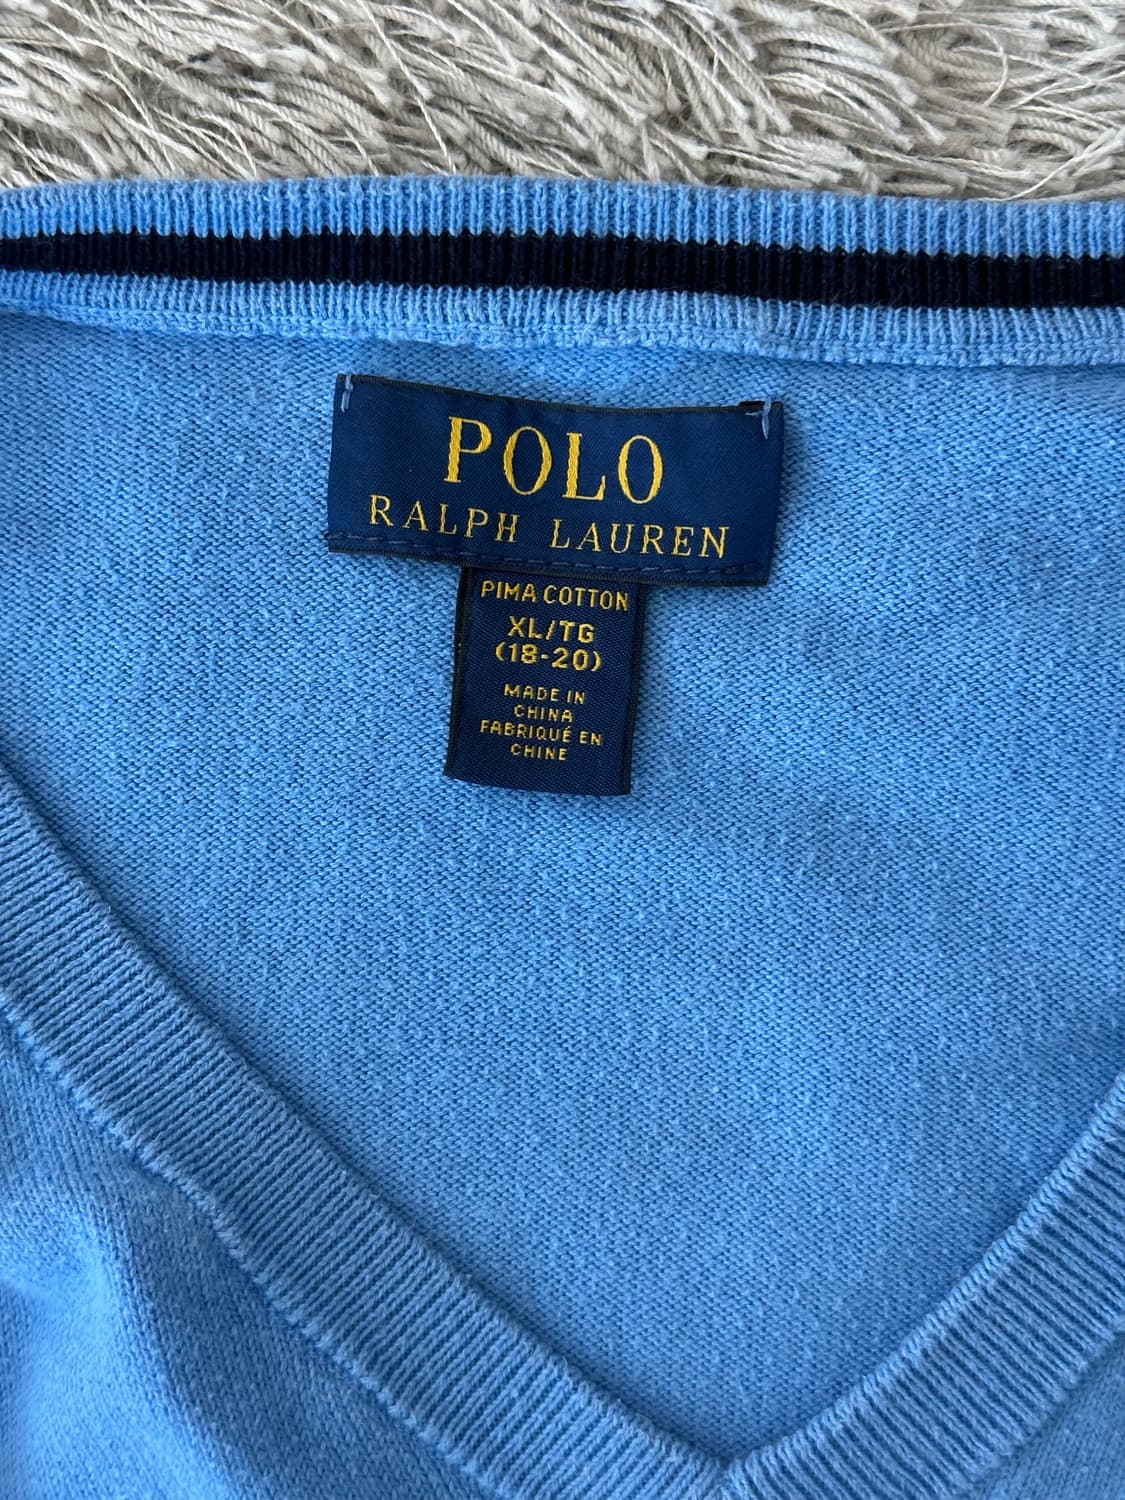 POLO
RALPH LAUREN
PIMA COTTON
XL/TG
(18-20)
MADE IN
CHINA
FABRIQUÉ EN
CHINE